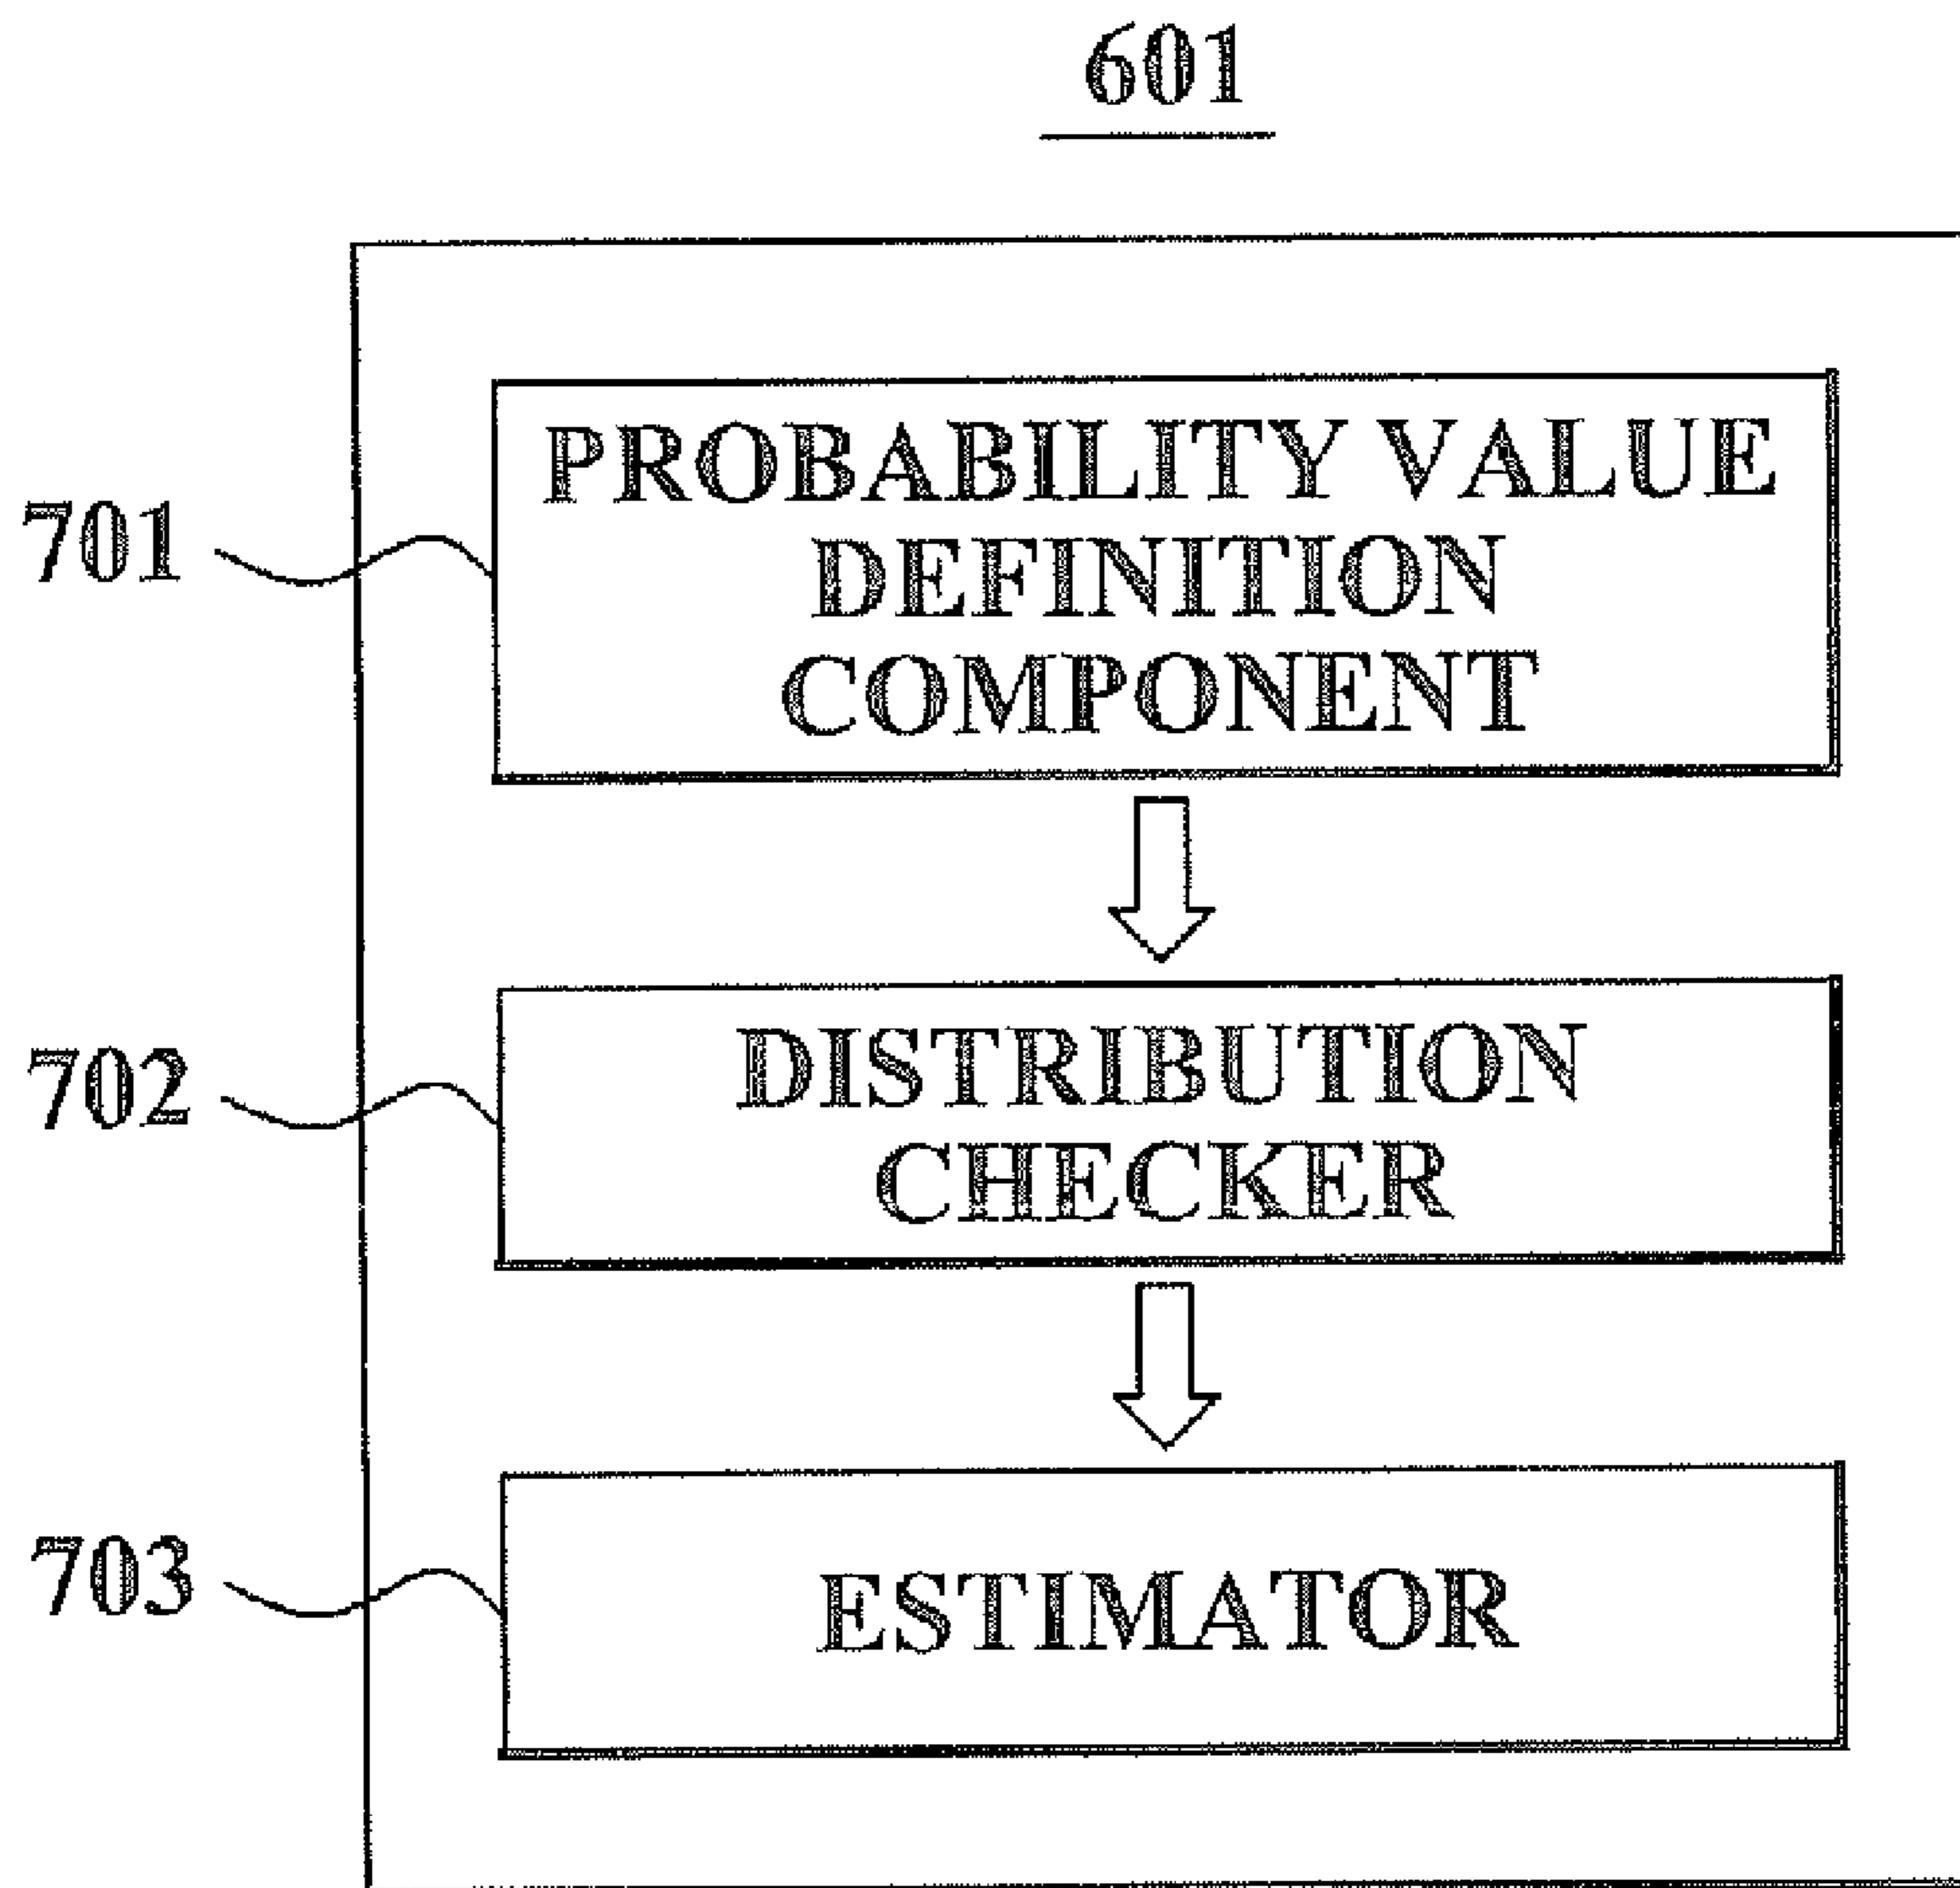 601
701
PROBABILITY VALUE
DEFINITION
COMPONENT
702
DISTRIBUTION
CHECKER
703
ESTIMATOR